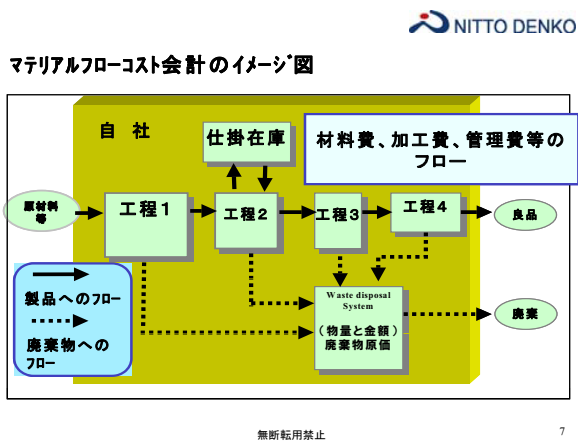 NITTO DENKO
マテリアルフローコスト会計のイメージ図
自 社
仕掛在庫
材料費、加工費、管理費等の
フロー
原材料
等
工程1
工程2
工程3
工程4
良品
製品へのフロー
廃棄物への
フロー
Waste disposal
System
(物量と金額)
廃棄物原価
廃棄
無断転用禁止
7